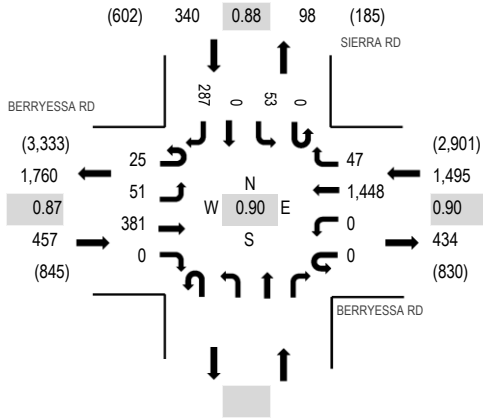 (602) 340 0.88 98 (185)
SIERRA RD
287 0 53 0
BERRYESSA RD
(3,333) (2,901)
25 47
1,760 1,495
51 N 1,448
0.87 W 0.90 E 0.90
381 0
457 S 434
0 0
(845) (830)
BERRYESSA RD